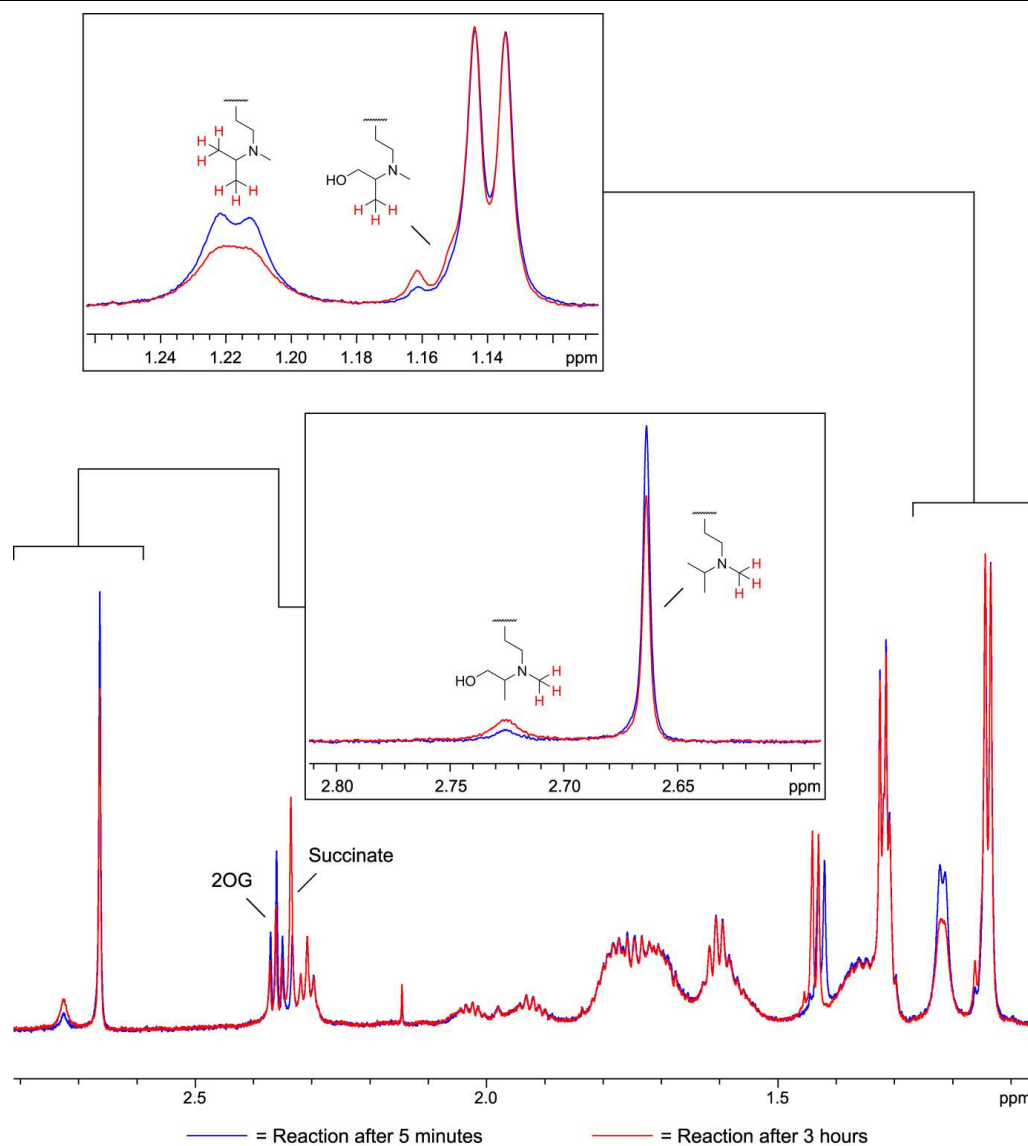 H
H
H
N
H
H
H
HO
N
H
H
H
1.24 1.22 1.20 1.18 1.16 1.14 ppm
N
H
H
H
HO
N
H
H
H
2.80 2.75 2.70 2.65 ppm
2OG
Succinate
2.5 2.0 1.5 ppm
= Reaction after 5 minutes = Reaction after 3 hours